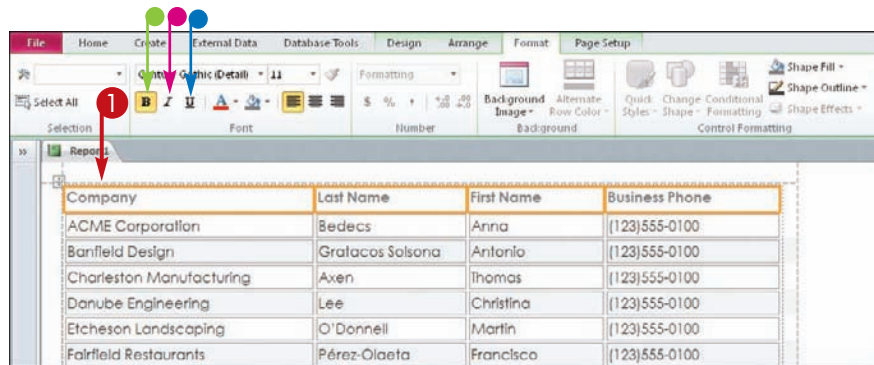 File Home Create External Data Database Tools Design Arrange Format Page Setup
Century Gothic (Detail) 11 Formatting Shape Fill
Select All 1 B I U A $ % , .00 Background Image Alternate Row Color Quick Styles Change Shape Conditional Formatting Shape Outline
Shape Effects
Selection Font Number Background Control Formatting
Report1
Company Last Name First Name Business Phone
ACME Corporation Bedecs Anna (123)555-0100
Banfield Design Gratacos Solsona Antonio (123)555-0100
Charleston Manufacturing Axen Thomas (123)555-0100
Danube Engineering Lee Christina (123)555-0100
Etcheson Landscaping O'Donnell Martin (123)555-0100
Fairfield Restaurants Pérez-Olaeta Francisco (123)555-0100